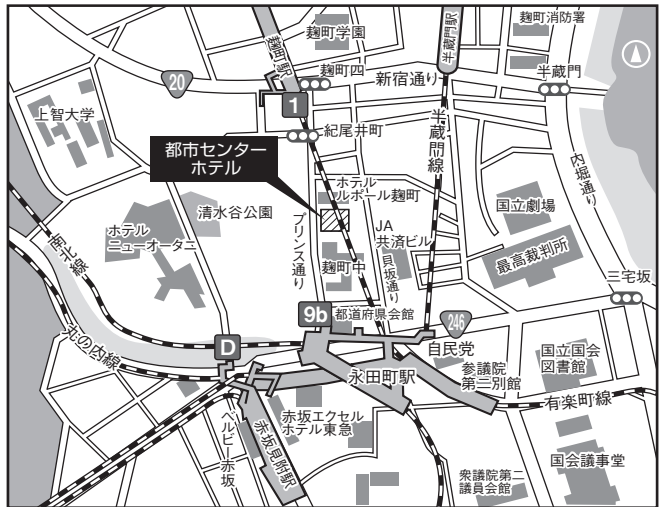 麹町消防署
麹町学園
半蔵門駅
麹町駅
麹町四
新宿通り
半蔵門
20
1
上智大学
紀尾井町
半蔵門線
内堀通り
都市センター
ホテル
ホテル
ルポール麹町
清水谷公園
国立劇場
ホテル
ニューオータニ
プリンス通り
JA
共済ビル
貝坂通り
最高裁判所
南北線
麹町中
三宅坂
9b
都道府県会館
246
丸の内線
D
自民党
参議院
第二別館
国立国会
図書館
永田町駅
有楽町線
赤坂エクセル
ホテル東急
ベルビー赤坂
赤坂見附駅
衆議院第二
議員会館
国会議事堂